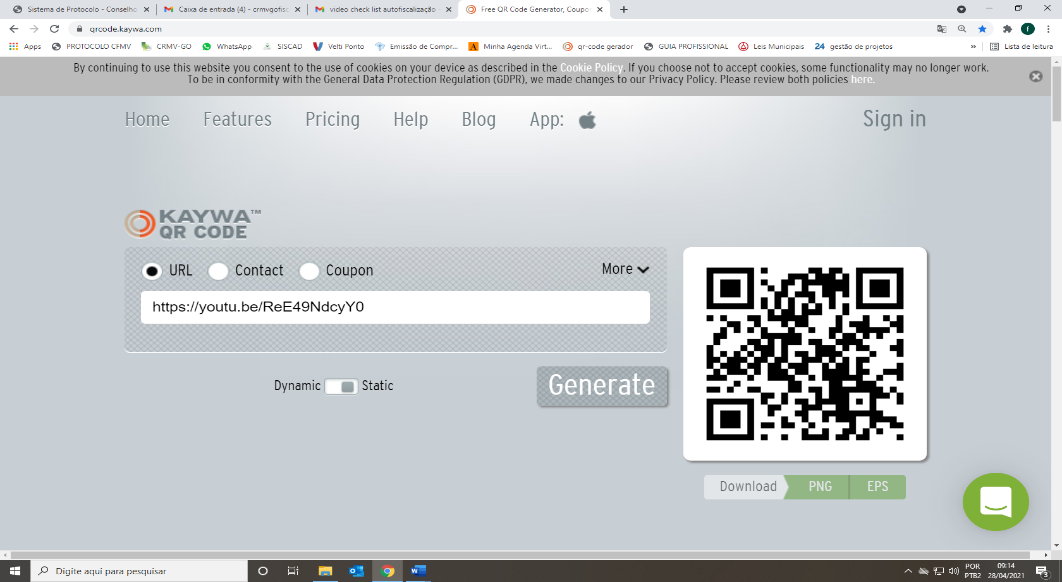 Sistema de Protocolo - Conselho
Caixa de entrada (4) - crmvgofisc
video check list autofiscalização
Free QR Code Generator, Coupon
qrcode.kaywa.com
Apps
PROTOCOLO CFMV
CRMV-GO
WhatsApp
SISCAD
Velti Ponto
Emissão de Compr...
Minha Agenda Virt...
qr-code gerador
GUIA PROFISSIONAL
Leis Municipais
24 gestão de projetos
»
Lista de leitura
By continuing to use this website you consent to the use of cookies on your device as described in the Cookie Policy. If you choose not to accept cookies, some functionality may no longer work.
To be in conformity with the General Data Protection Regulation (GDPR), we made changes to our Privacy Policy. Please review both policies here.
Home Features Pricing Help Blog App: Sign in
KAYWA™
QR CODE
URL Contact Coupon More
https://youtu.be/ReE49NdcyY0
Dynamic Static
Generate
Download PNG EPS
Digite aqui para pesquisar
POR
PTB2
09:14
28/04/2021
3